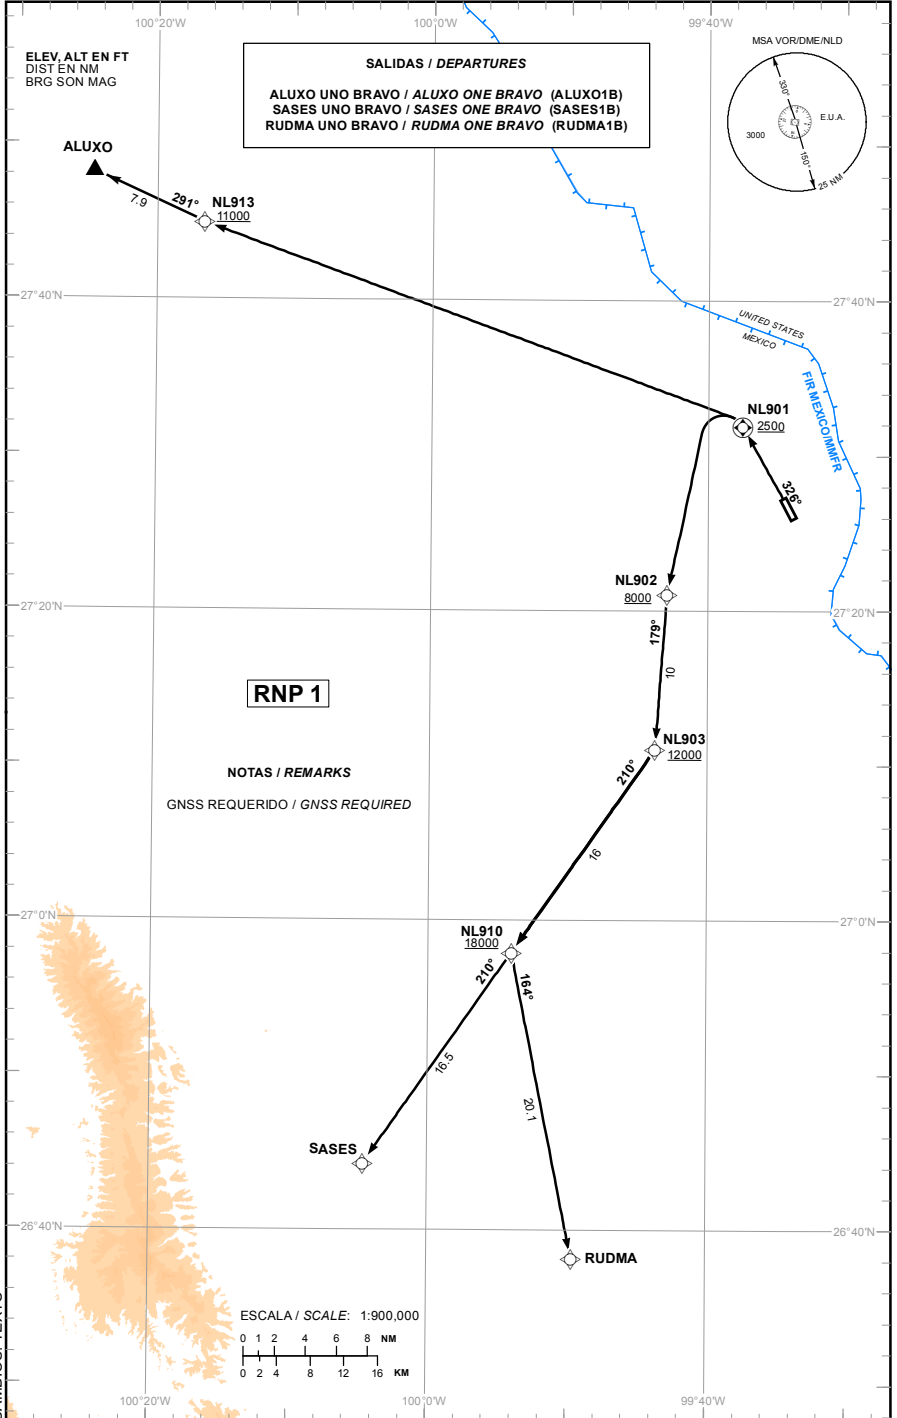 100°20'W
100°0'W
99°40'W
ELEV, ALT EN FT
DIST EN NM
BRG SON MAG
SALIDAS / DEPARTURES
ALUXO UNO BRAVO / ALUXO ONE BRAVO (ALUXO1B)
SASES UNO BRAVO / SASES ONE BRAVO (SASES1B)
RUDMA UNO BRAVO / RUDMA ONE BRAVO (RUDMA1B)
MSA VOR/DME/NLD
330°
E.U.A.
3000
150°
25 NM
ALUXO
7.9
291°
NL913
11000
27°40'N
27°40'N
UNITED STATES
MEXICO
FIR MEXICO/MMFR
NL901
2500
326°
NL902
8000
27°20'N
27°20'N
179°
10
RNP 1
NL903
12000
210°
NOTAS / REMARKS
GNSS REQUERIDO / GNSS REQUIRED
16
27°0'N
27°0'N
NL910
18000
210°
164°
16.5
20.1
SASES
26°40'N
26°40'N
RUDMA
ESCALA / SCALE: 1:900,000
0 1 2 4 6 8 NM
0 2 4 8 12 16 KM
100°20'W
100°0'W
99°40'W